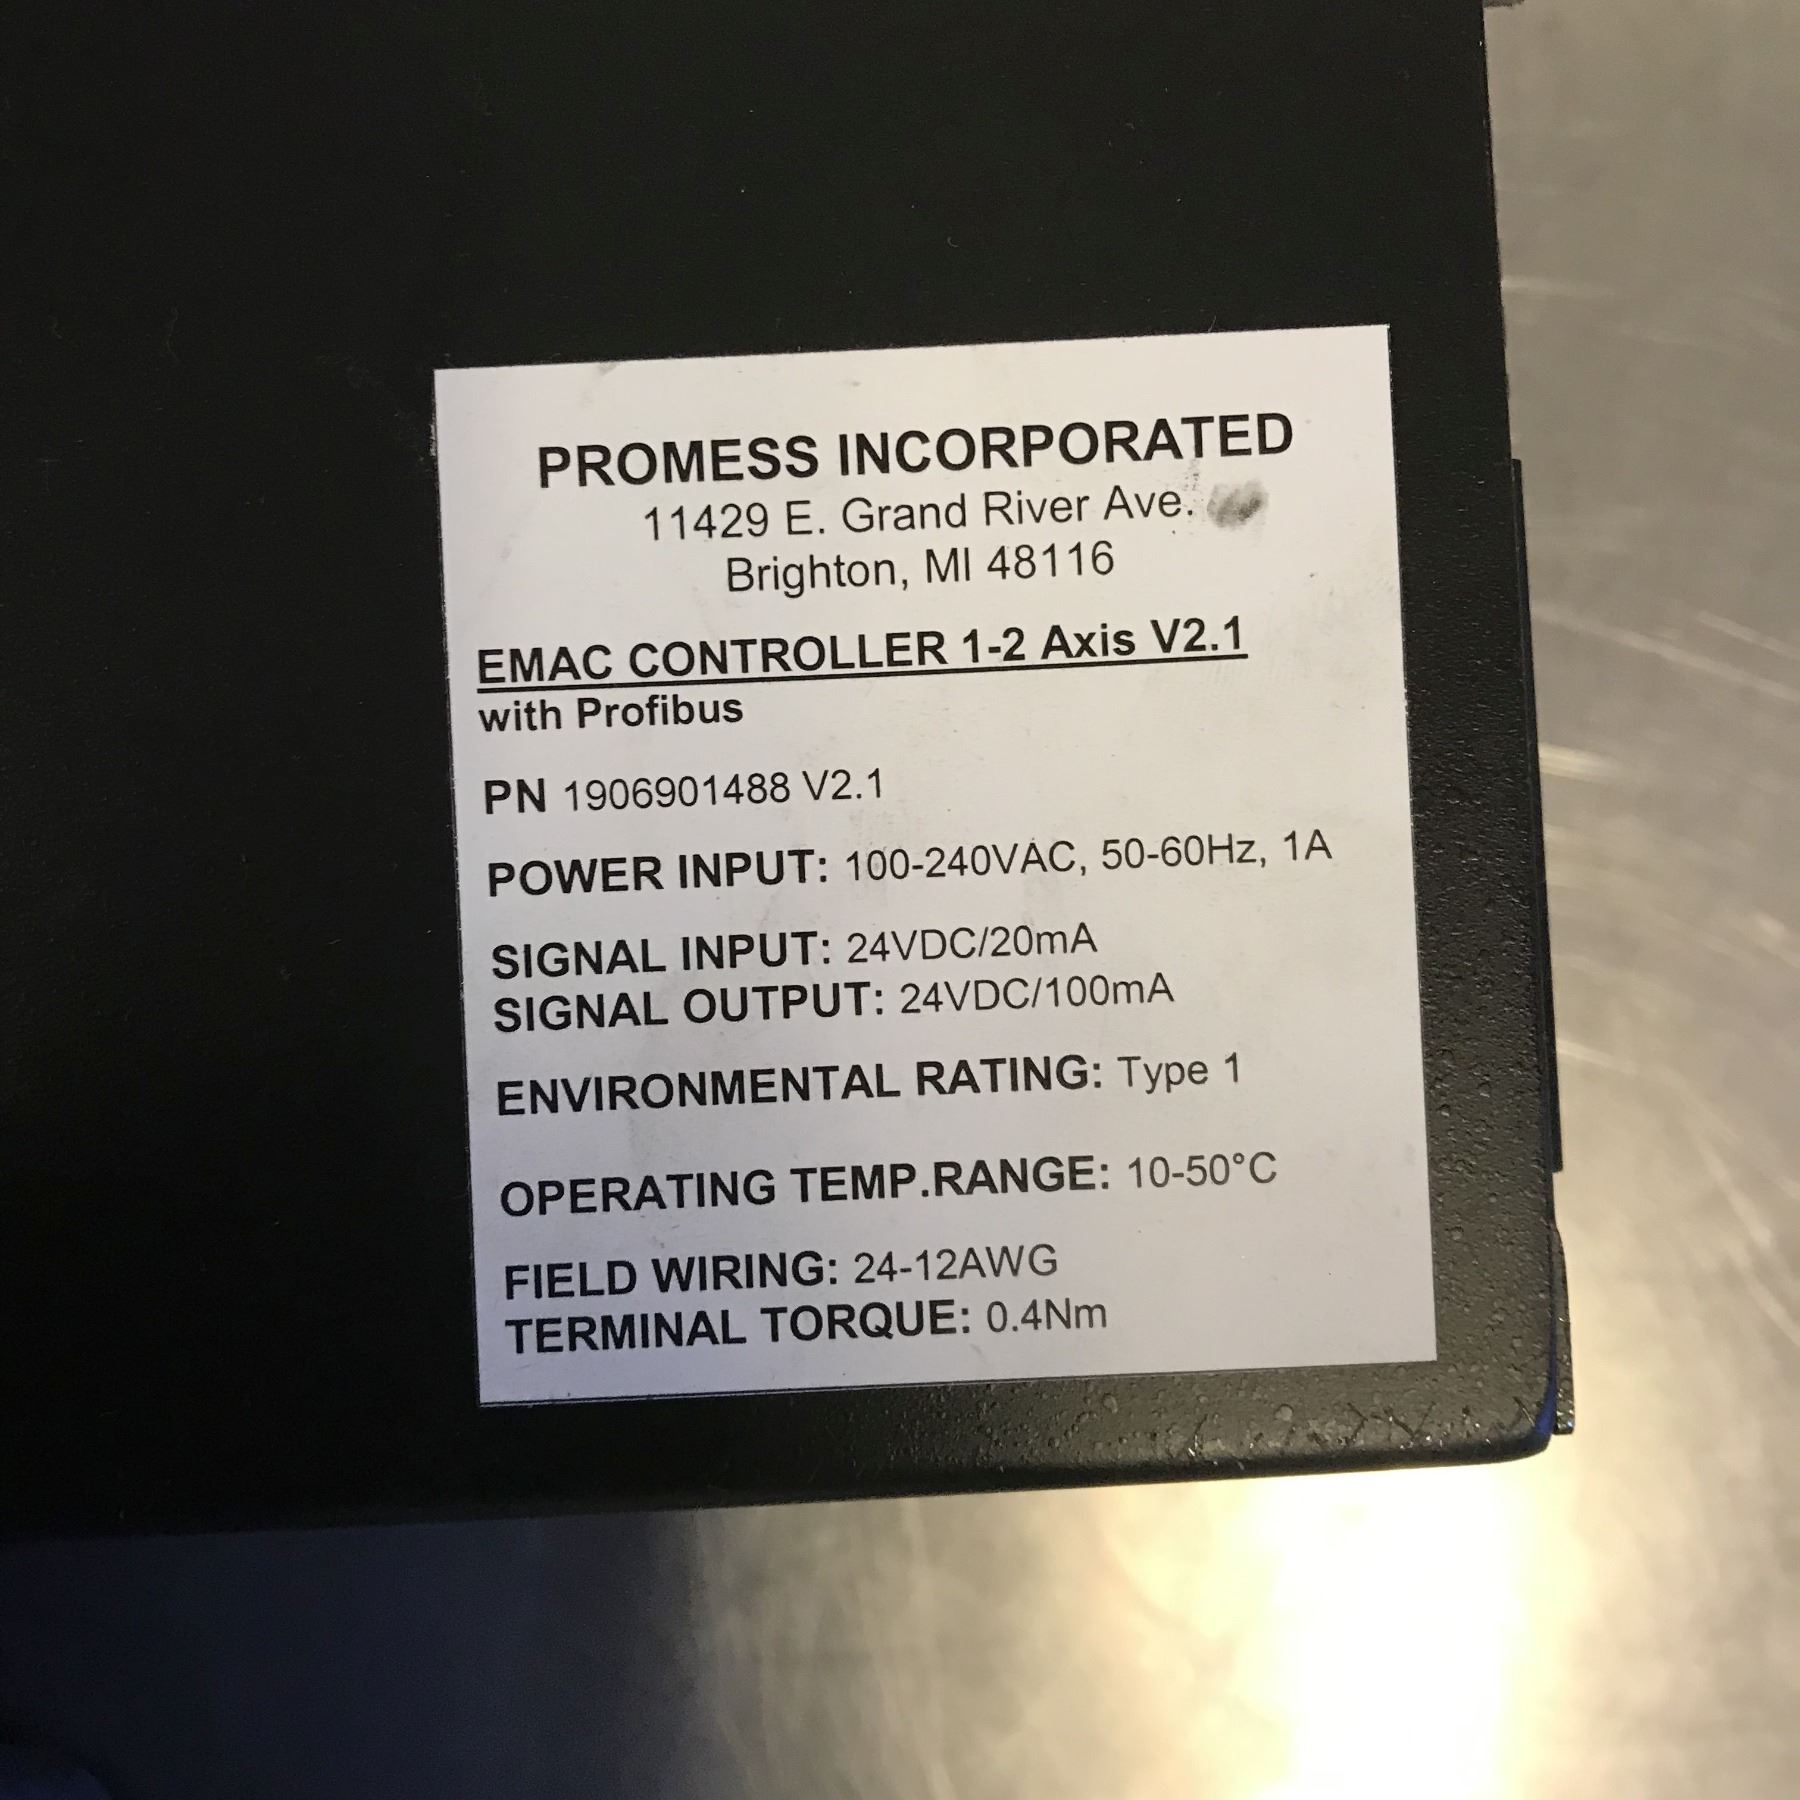 PROMESS INCORPORATED
11429 E. Grand River Ave.
Brighton, MI 48116
EMAC CONTROLLER 1-2 Axis V2.1
with Profibus
PN 1906901488 V2.1
POWER INPUT: 100-240VAC, 50-60Hz, 1A
SIGNAL INPUT: 24VDC/20mA
SIGNAL OUTPUT: 24VDC/100mA
ENVIRONMENTAL RATING: Type 1
OPERATING TEMP.RANGE: 10-50°C
FIELD WIRING: 24-12AWG
TERMINAL TORQUE: 0.4Nm